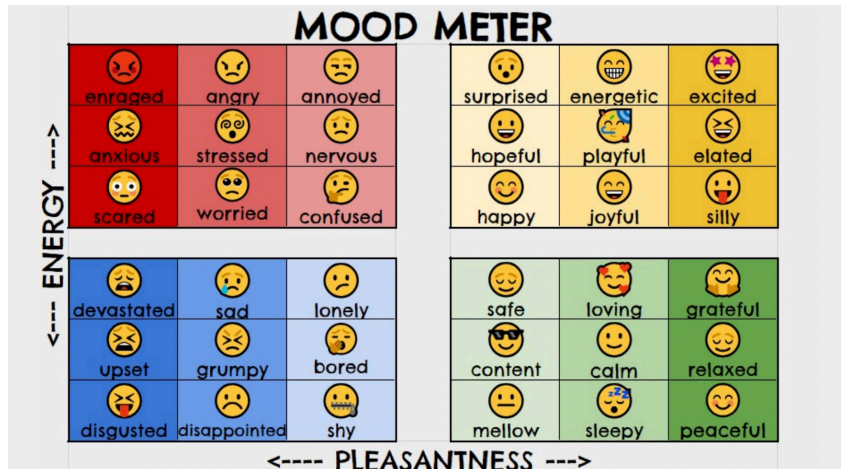 MOOD METER
enraged angry annoyed
surprised energetic excited
anxious stressed nervous
hopeful playful elated
scared worried confused
happy joyful silly
<---- ENERGY ---->
devastated sad lonely
safe loving grateful
upset grumpy bored
content calm relaxed
disgusted disappointed shy
mellow sleepy peaceful
<---- PLEASANTNESS --->